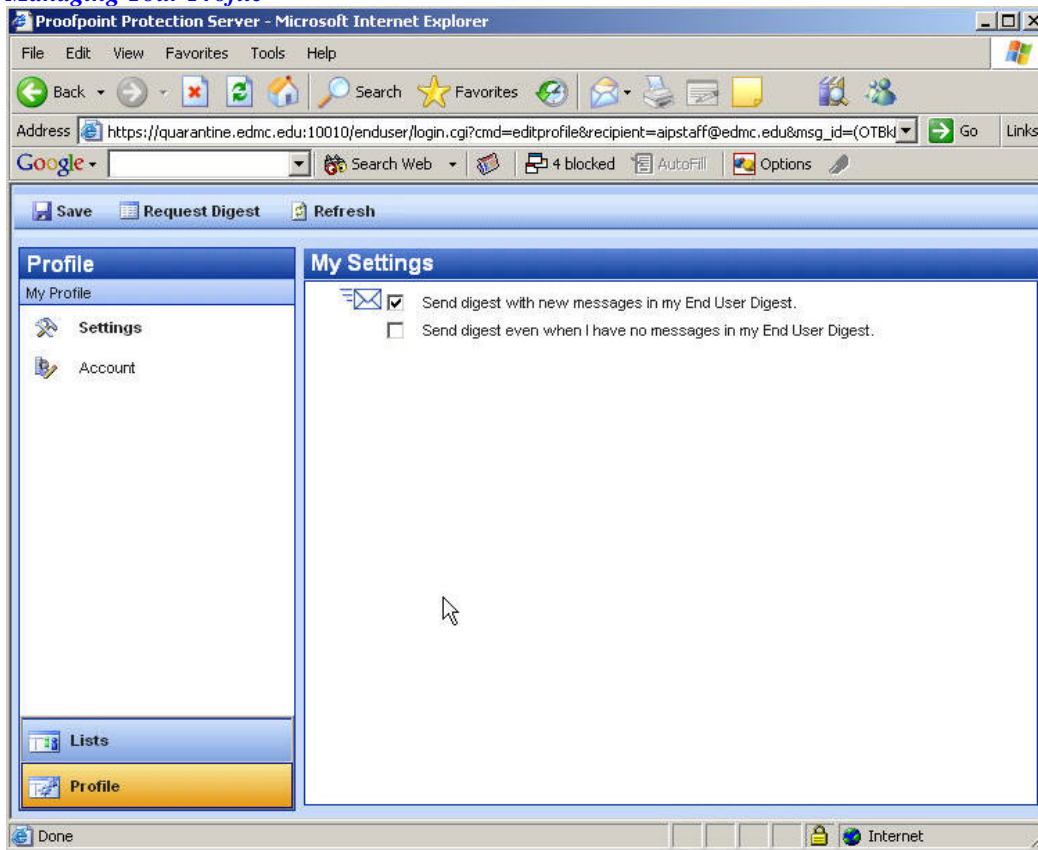 Managing Your Profile
Proofpoint Protection Server - Microsoft Internet Explorer
File Edit View Favorites Tools Help
Back Search Favorites
Address https://quarantine.edmc.edu:10010/enduser/login.cgi?cmd=editprofile&recipient=aipstaff@edmc.edu&msg_id=(OTBkl Go Links
Google Search Web 4 blocked AutoFill Options
Save Request Digest Refresh
Profile
My Profile
Settings
Account
Lists
Profile
My Settings
Send digest with new messages in my End User Digest.
Send digest even when I have no messages in my End User Digest.
Done Internet